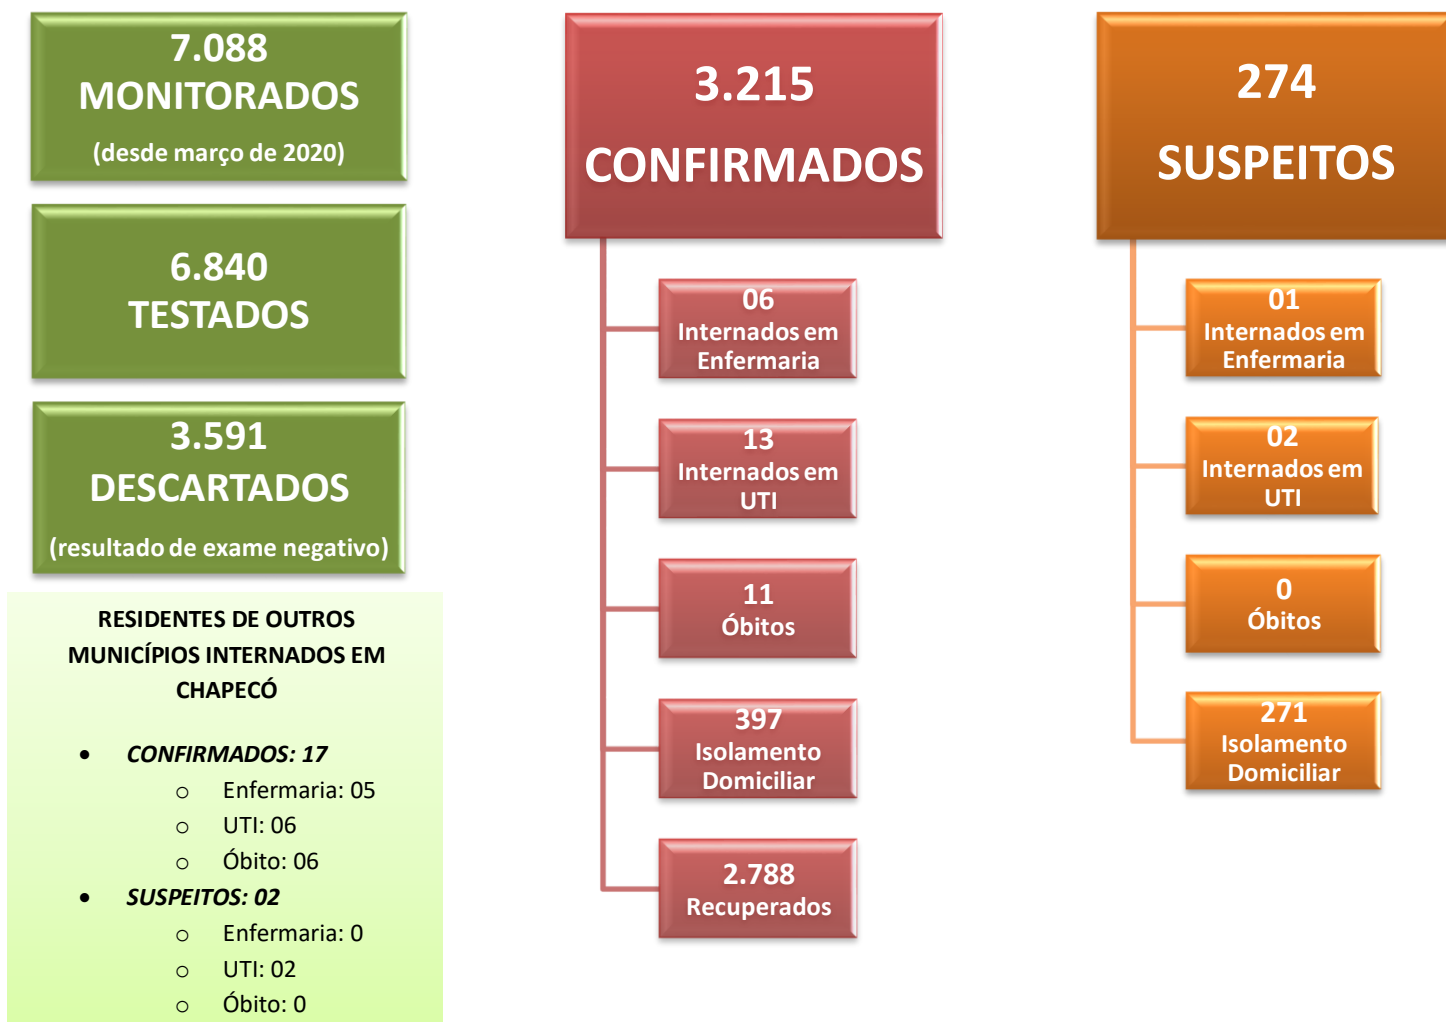 7.088
MONITORADOS
(desde março de 2020)
6.840
TESTADOS
3.591
DESCARTADOS
(resultado de exame negativo)
RESIDENTES DE OUTROS
MUNICÍPIOS INTERNADOS EM
CHAPECÓ
• CONFIRMADOS: 17
o Enfermaria: 05
o UTI: 06
o Óbito: 06
• SUSPEITOS: 02
o Enfermaria: 0
o UTI: 02
o Óbito: 0
3.215
CONFIRMADOS
06
Internados em
Enfermaria
13
Internados em
UTI
11
Óbitos
397
Isolamento
Domiciliar
2.788
Recuperados
274
SUSPEITOS
01
Internados em
Enfermaria
02
Internados em
UTI
0
Óbitos
271
Isolamento
Domiciliar